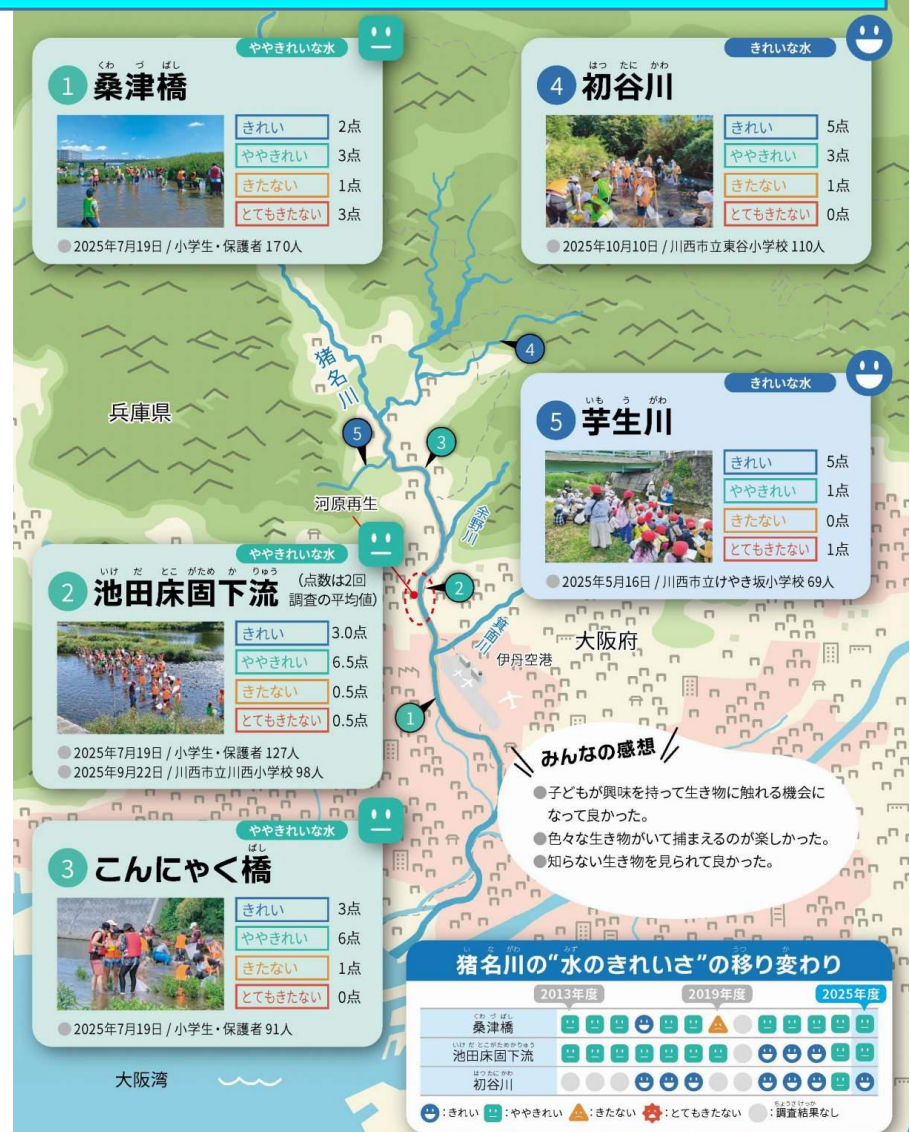 ややきれいな水
くわ づ ばし
1 桑津橋
きれい 2点
ややきれい 3点
きたない 1点
とてもきたない 3点
●2025年7月19日 / 小学生・保護者 170人
きれいな水
はつ たに かわ
4 初谷川
きれい 5点
ややきれい 3点
きたない 1点
とてもきたない 0点
●2025年10月10日 / 川西市立東谷小学校 110人
猪名川
4
兵庫県
5
3
河原再生
余野川
2
箕面川
伊丹空港
大阪府
1
きれいな水
いも う がわ
5 芋生川
きれい 5点
ややきれい 1点
きたない 0点
とてもきたない 1点
●2025年5月16日 / 川西市立けやき坂小学校 69人
ややきれいな水
いけ だ とこ がため か りゅう
2 池田床固下流 (点数は2回
調査の平均値)
きれい 3.0点
ややきれい 6.5点
きたない 0.5点
とてもきたない 0.5点
●2025年7月19日 / 小学生・保護者 127人
●2025年9月22日 / 川西市立川西小学校 98人
みんなの感想
●子どもが興味を持って生き物に触れる機会に
なって良かった。
●色々な生き物がいて捕まえるのが楽しかった。
●知らない生き物を見られて良かった。
ややきれいな水
ばし
3 こんにゃく橋
きれい 3点
ややきれい 6点
きたない 1点
とてもきたない 0点
●2025年7月19日 / 小学生・保護者 91人
大阪湾
い な がわ みず うつ か
猪名川の“水のきれいさ”の移り変わり
2013年度 2019年度 2025年度
くわ づ ばし
桑津橋
いけ だ とこがためかりゅう
池田床固下流
はつ たに かわ
初谷川
:きれい :ややきれい :きたない :とてもきたない :調査結果なし
ちょうさ けっか